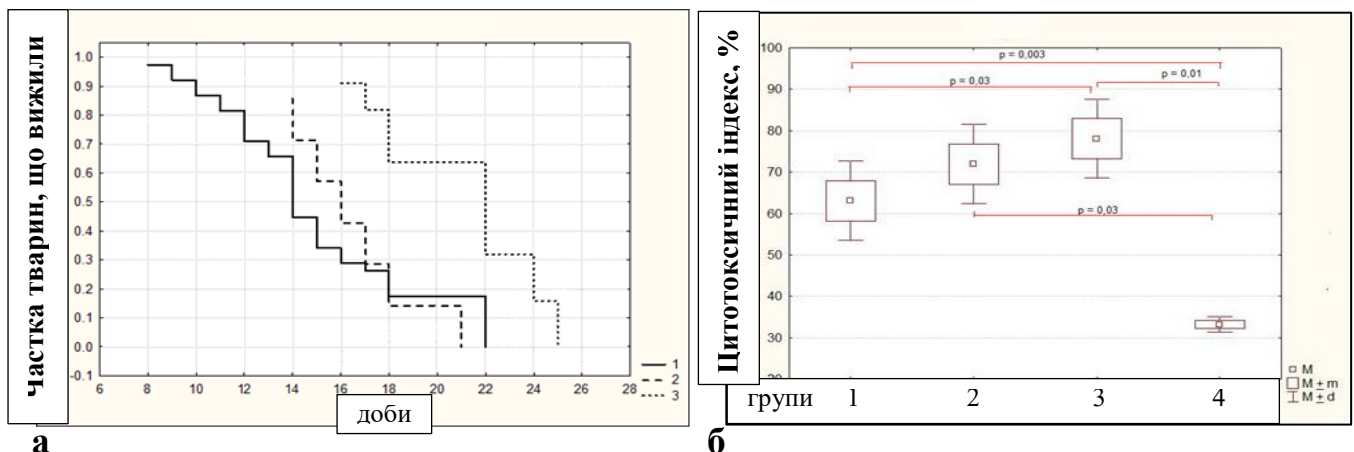 Частка тварин, що вижили
1.0
0.9
0.8
0.7
0.6
0.5
0.4
0.3
0.2
0.1
0.0
-0.1
6 8 10 12 14 16 18 20 22 24 26 28
доби
1
2
3
а
Цитотоксичний індекс, %
100
90
80
70
60
50
40
30
20
p = 0,003
p = 0,03
p = 0,01
p = 0,03
групи 1 2 3 4
M
M ± m
M ± d
б